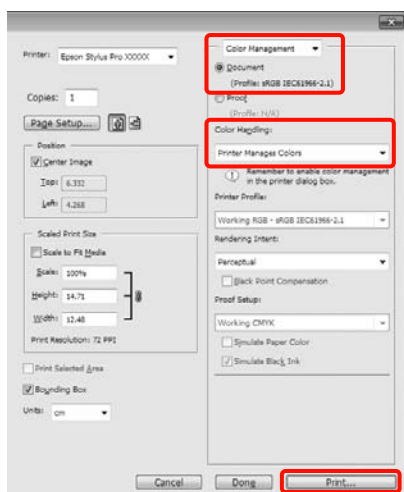 Printer: Epson Stylus Pro XXXXX
Copies: 1
Page Setup...
Position
Center Image
Top: 6.332
Left: 4.268
Scaled Print Size
Scale to Fit Media
Scale: 100%
Height: 14.71
Width: 12.48
Print Resolution: 72 PPI
Print Selected Area
Bounding Box
Units: cm
Color Management
Document
(Profile: sRGB IEC61966-2.1)
Proof
(Profile: N/A)
Color Handling:
Printer Manages Colors
Remember to enable color management
in the printer dialog box.
Printer Profile:
Working RGB - sRGB IEC61966-2.1
Rendering Intent:
Perceptual
Black Point Compensation
Proof Setup:
Working CMYK
Simulate Paper Color
Simulate Black Ink
Cancel
Done
Print...